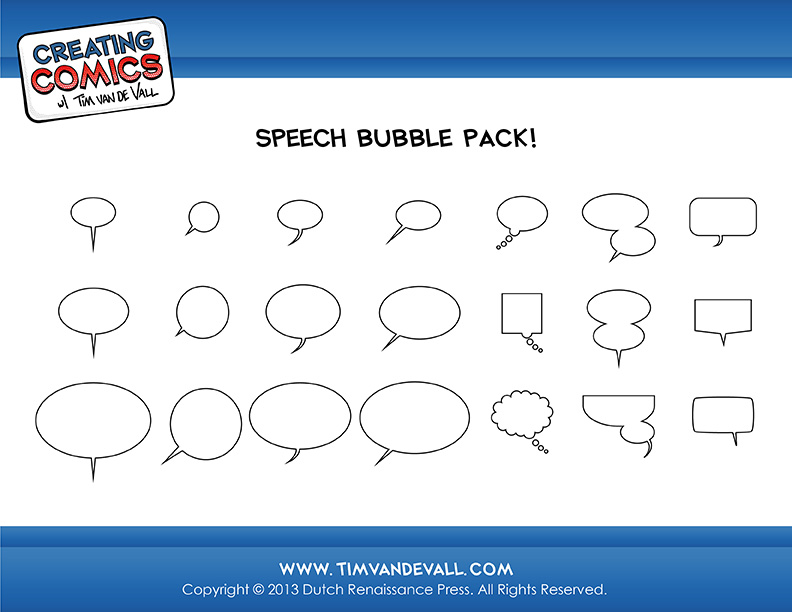 CREATING
COMICS
w/ TIM VAN DE VALL
SPEECH BUBBLE PACK!
WWW.TIMVANDEVALL.COM
Copyright © 2013 Dutch Renaissance Press. All Rights Reserved.